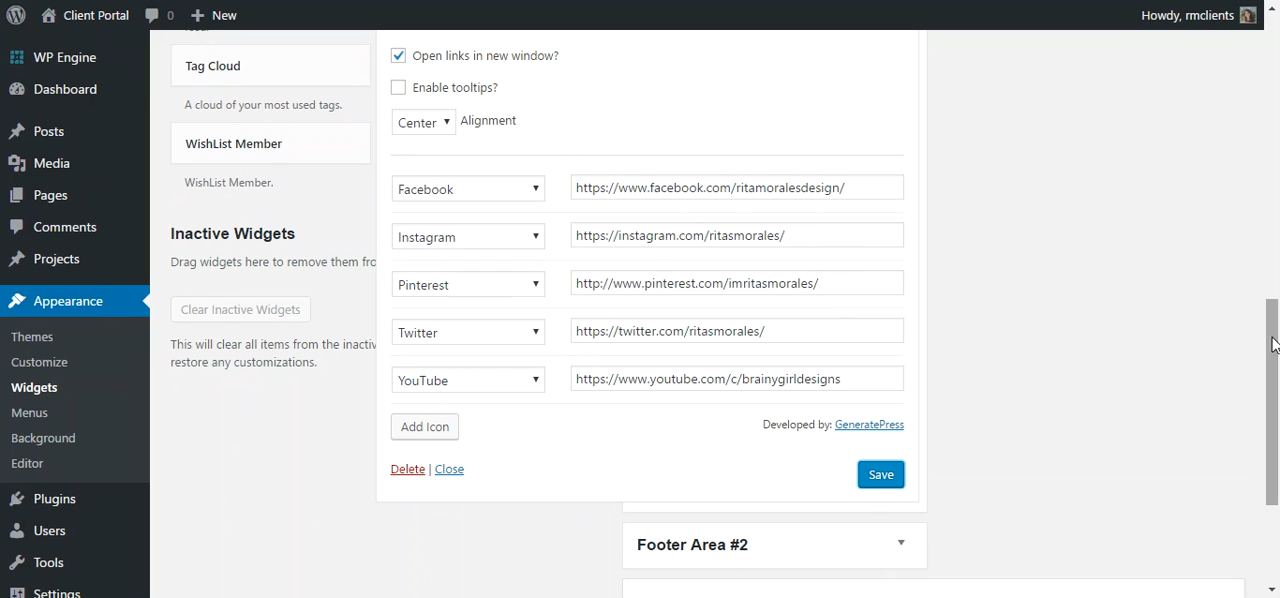 Client Portal 0 New Howdy, rmclients
WP Engine
Dashboard
Posts
Media
Pages
Comments
Projects
Appearance
Themes
Customize
Widgets
Menus
Background
Editor
Plugins
Users
Tools
Settings
Tag Cloud
A cloud of your most used tags.
WishList Member
WishList Member.
Inactive Widgets
Drag widgets here to remove them fro
Clear Inactive Widgets
This will clear all items from the inactiv
restore any customizations.
Open links in new window?
Enable tooltips?
Center Alignment
Facebook https://www.facebook.com/ritamoralesdesign/
Instagram https://instagram.com/ritasmorales/
Pinterest http://www.pinterest.com/imritasmorales/
Twitter https://twitter.com/ritasmorales/
YouTube https://www.youtube.com/c/brainygirldesigns
Add Icon Developed by: GeneratePress
Delete | Close Save
Footer Area #2